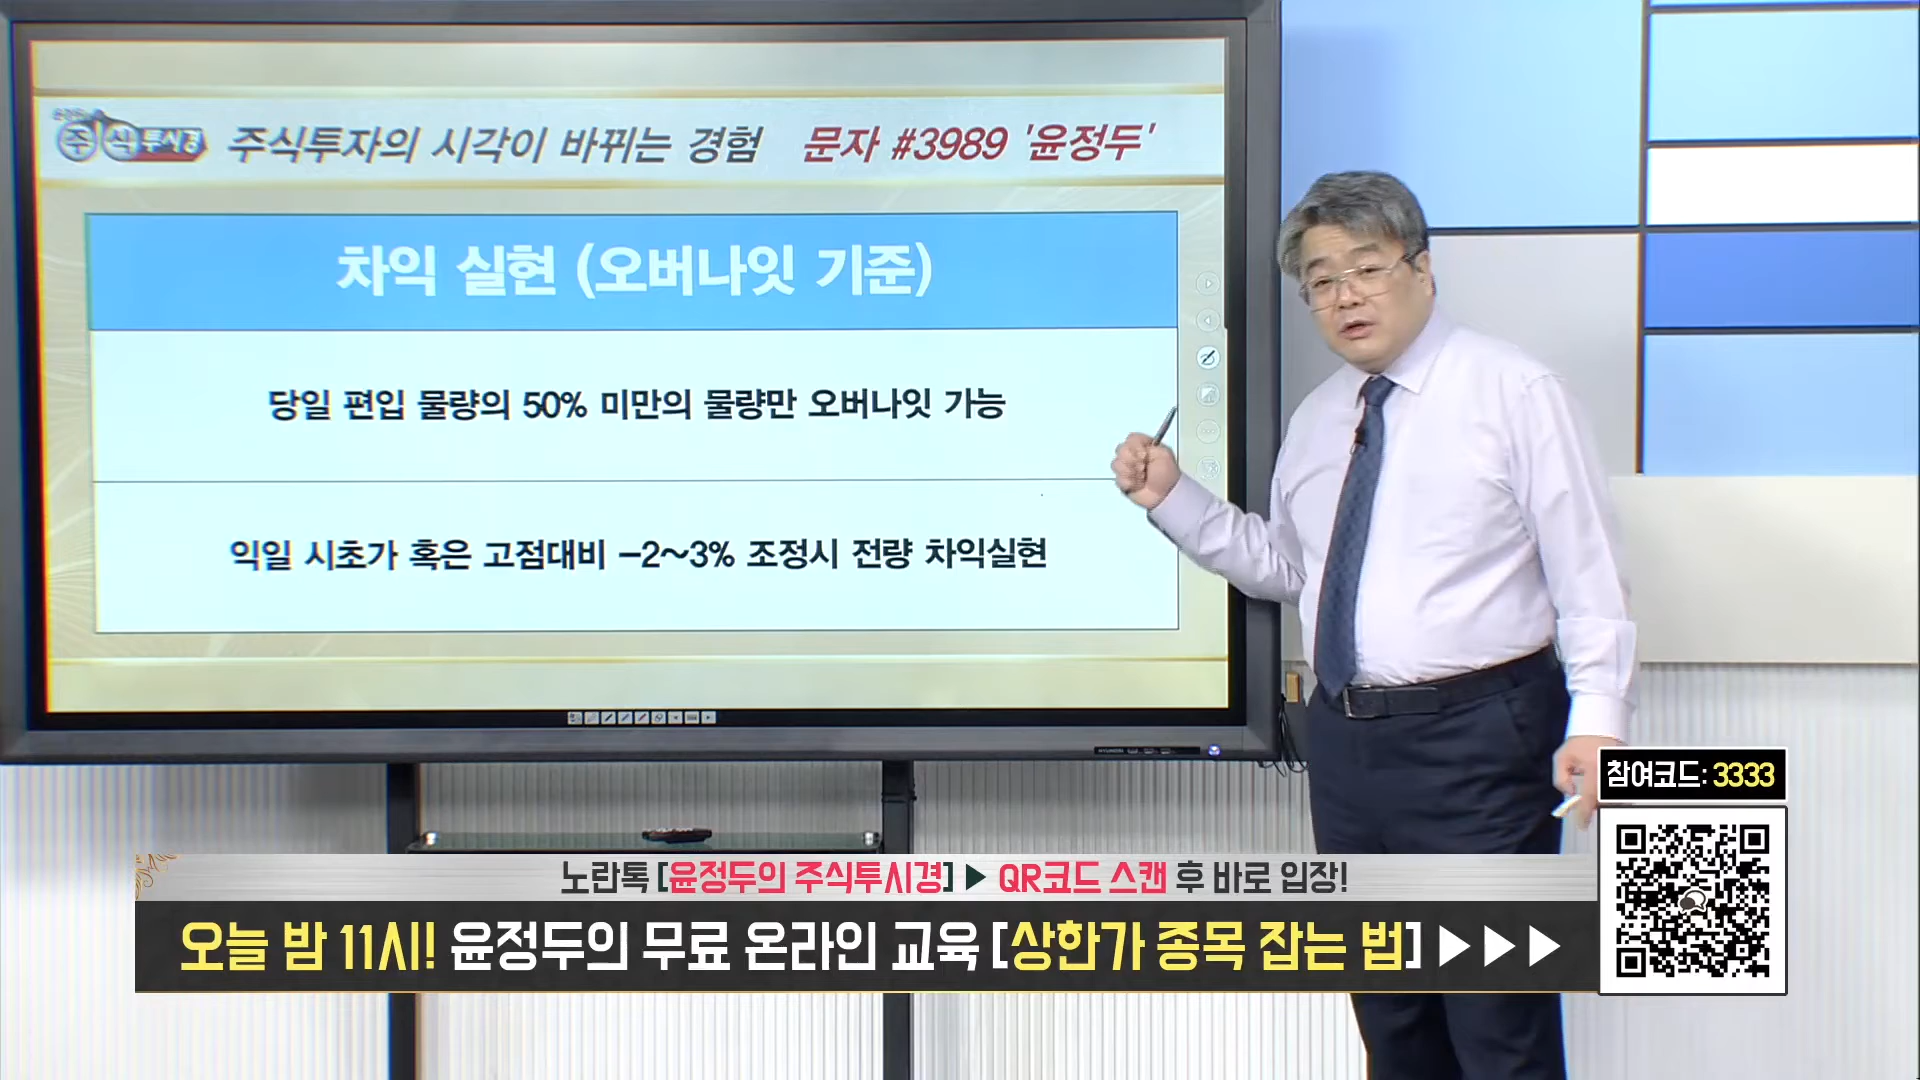 주식투시경 주식투자의 시각이 바뀌는 경험 문자 #3989 '윤정두'
차익 실현 (오버나잇 기준)
당일 편입 물량의 50% 미만의 물량만 오버나잇 가능
익일 시초가 혹은 고점대비 -2~3% 조정시 전량 차익실현
HYUNDAI
참여코드: 3333
노란톡 [윤정두의 주식투시경] ▶ QR코드 스캔 후 바로 입장!
오늘 밤 11시! 윤정두의 무료 온라인 교육 [상한가 종목 잡는 법] ▶▶▶